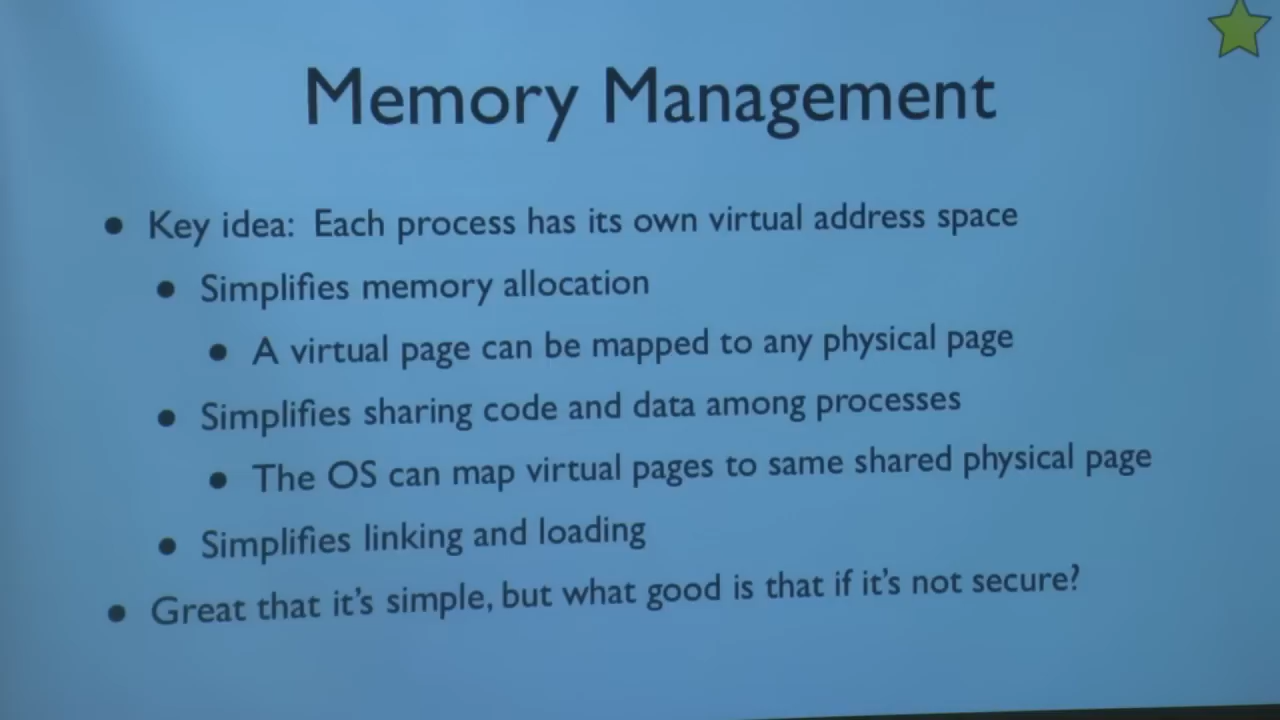 Memory Management
• Key idea: Each process has its own virtual address space
• Simplifies memory allocation
• A virtual page can be mapped to any physical page
• Simplifies sharing code and data among processes
• The OS can map virtual pages to same shared physical page
• Simplifies linking and loading
• Great that it's simple, but what good is that if it's not secure?